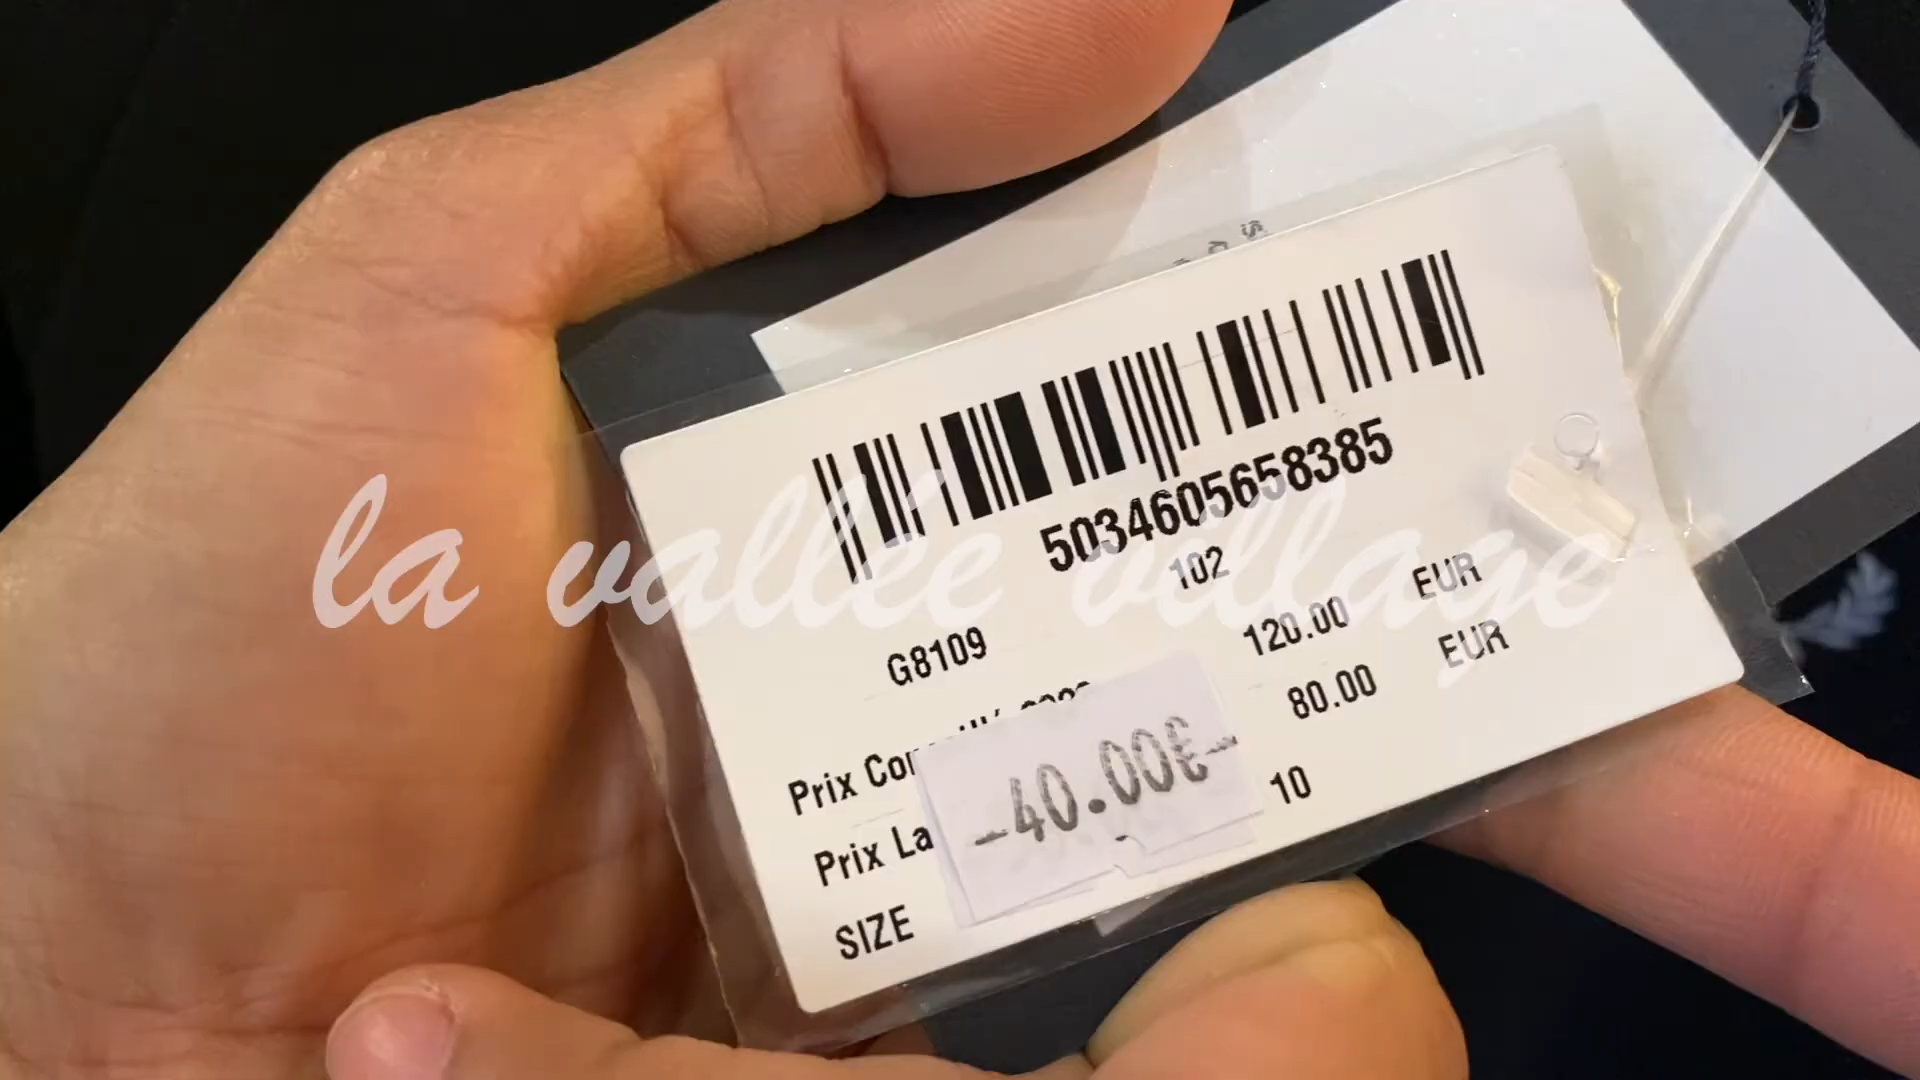 5034605658385
102
G8109
120.00 EUR
80.00 EUR
Prix
Prix La
-40.00€-
SIZE 10
la vallée village